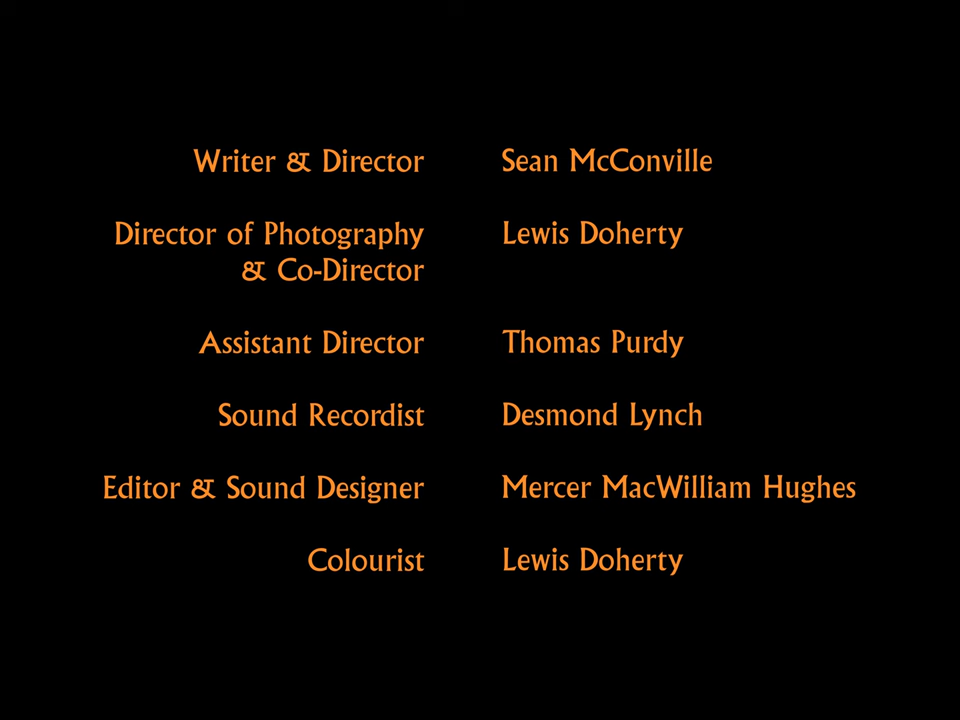 Writer & Director Sean McConville
Director of Photography Lewis Doherty
& Co-Director
Assistant Director Thomas Purdy
Sound Recordist Desmond Lynch
Editor & Sound Designer Mercer MacWilliam Hughes
Colourist Lewis Doherty